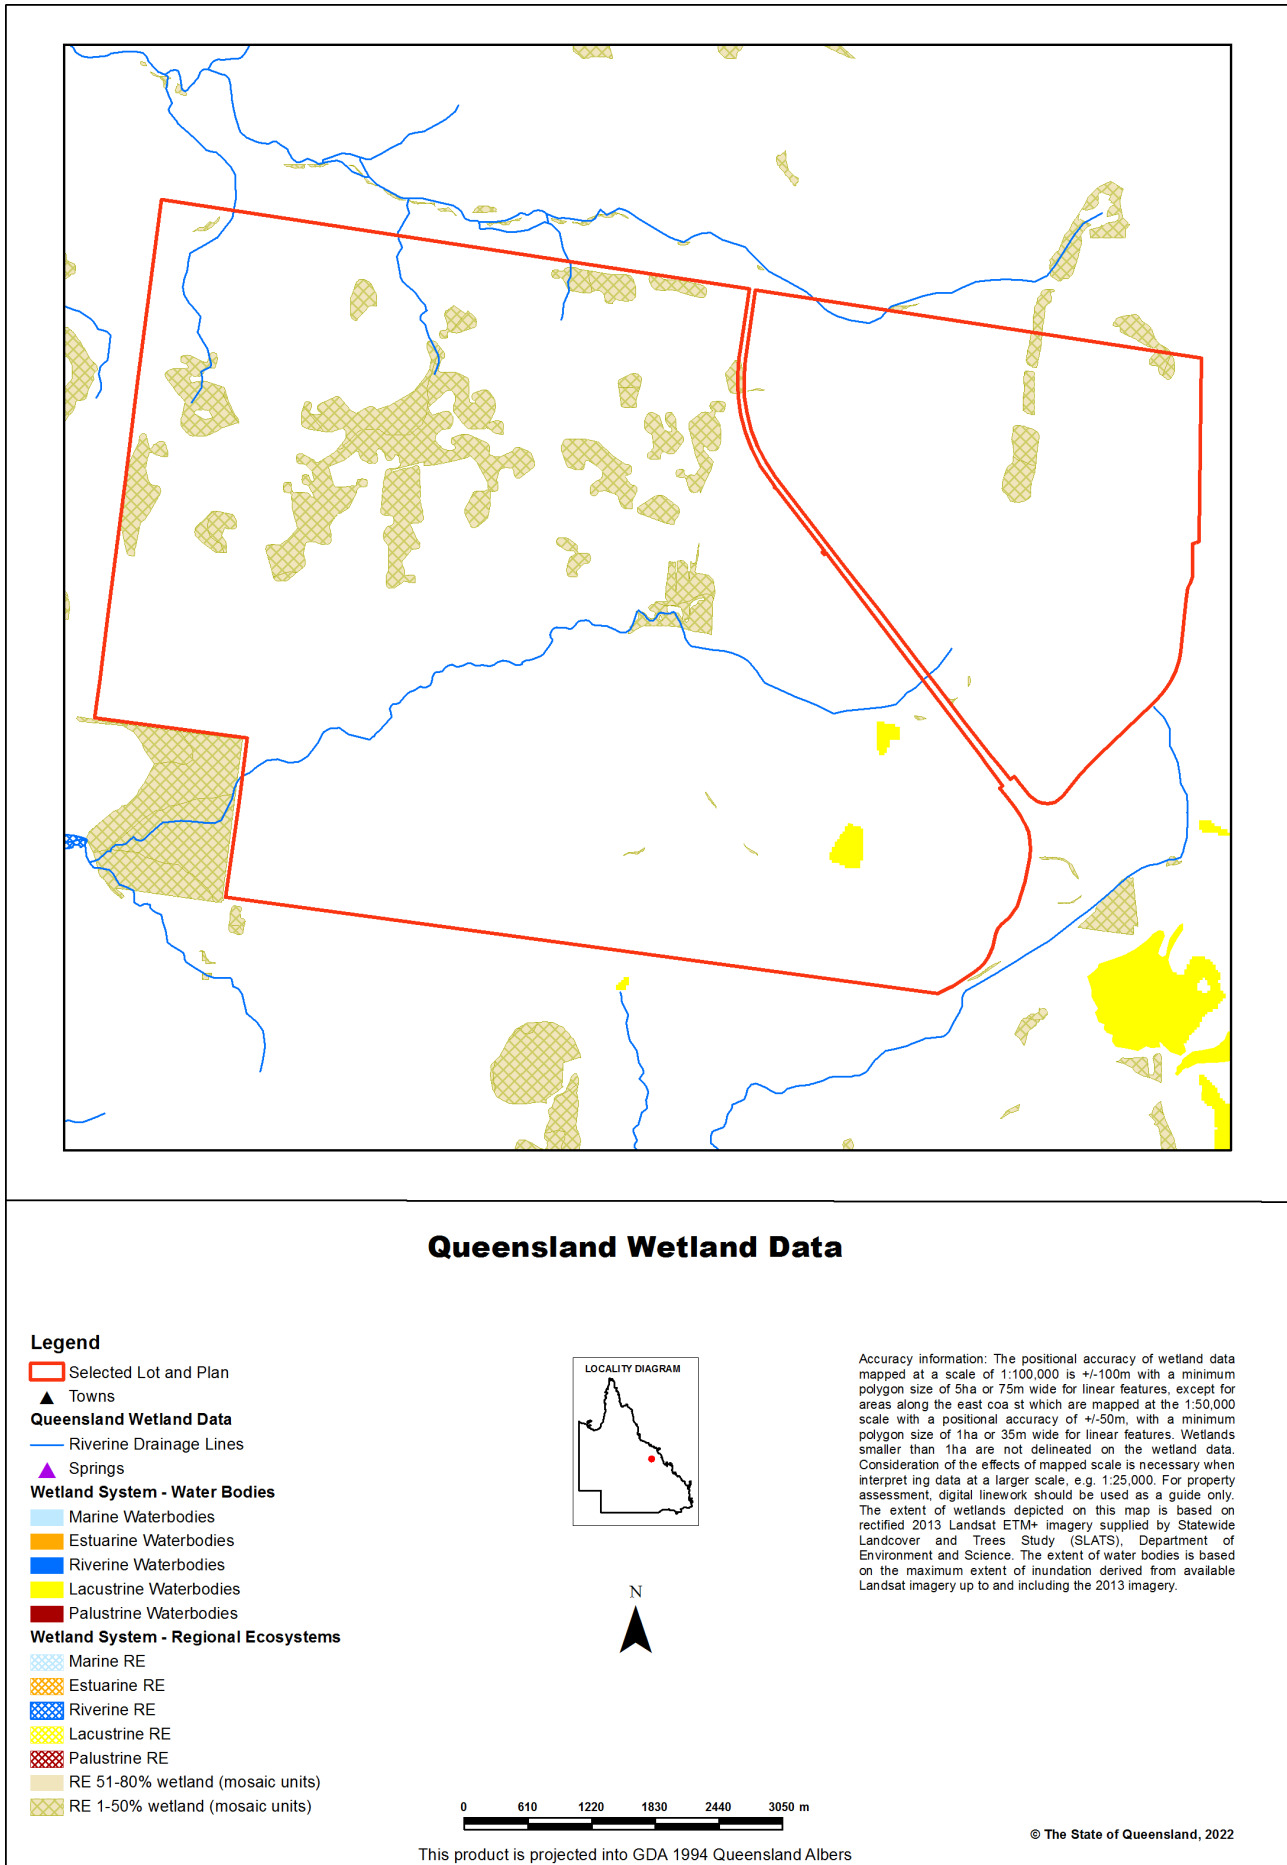 Queensland Wetland Data
Legend
Selected Lot and Plan
Towns
Queensland Wetland Data
Riverine Drainage Lines
Springs
Wetland System - Water Bodies
Marine Waterbodies
Estuarine Waterbodies
Riverine Waterbodies
Lacustrine Waterbodies
Palustrine Waterbodies
Wetland System - Regional Ecosystems
Marine RE
Estuarine RE
Riverine RE
Lacustrine RE
Palustrine RE
RE 51-80% wetland (mosaic units)
RE 1-50% wetland (mosaic units)
LOCALITY DIAGRAM
N
0 610 1220 1830 2440 3050 m
This product is projected into GDA 1994 Queensland Albers
Accuracy information: The positional accuracy of wetland data
mapped at a scale of 1:100,000 is +/-100m with a minimum
polygon size of 5ha or 75m wide for linear features, except for
areas along the east coa st which are mapped at the 1:50,000
scale with a positional accuracy of +/-50m, with a minimum
polygon size of 1ha or 35m wide for linear features. Wetlands
smaller than 1ha are not delineated on the wetland data.
Consideration of the effects of mapped scale is necessary when
interpret ing data at a larger scale, e.g. 1:25,000. For property
assessment, digital linework should be used as a guide only.
The extent of wetlands depicted on this map is based on
rectified 2013 Landsat ETM+ imagery supplied by Statewide
Landcover and Trees Study (SLATS), Department of
Environment and Science. The extent of water bodies is based
on the maximum extent of inundation derived from available
Landsat imagery up to and including the 2013 imagery.
© The State of Queensland, 2022